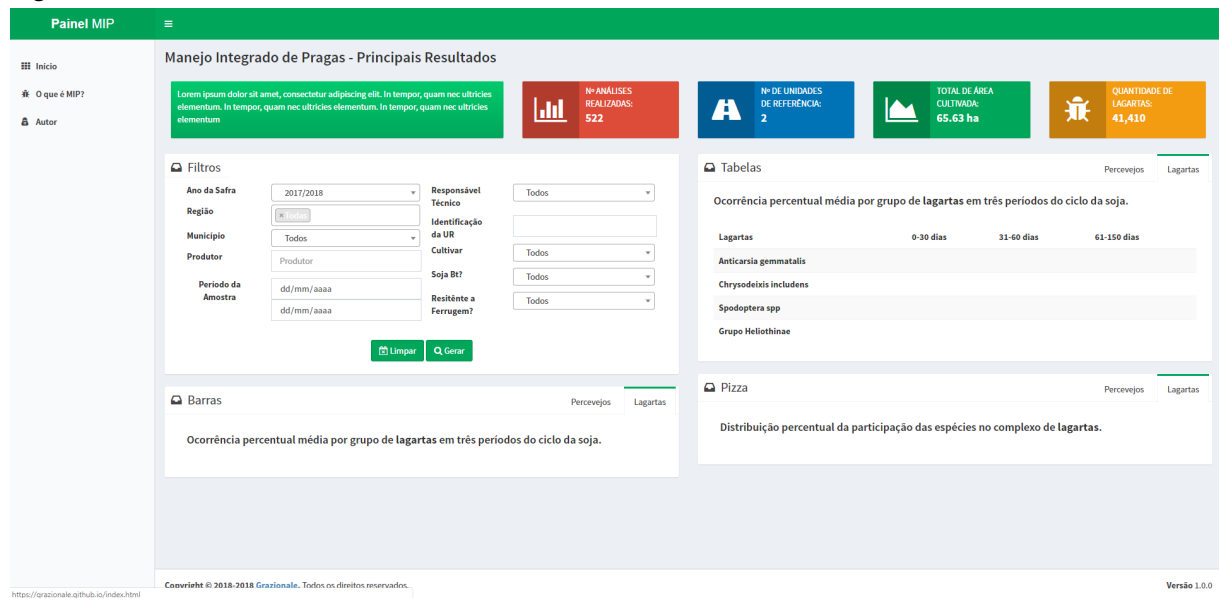 Painel MIP
Início
O que é MIP?
Autor
Manejo Integrado de Pragas - Principais Resultados
Lorem ipsum dolor sit amet, consectetur adipiscing elit. In tempor, quam nec ultricies
elementum. In tempor, quam nec ultricies elementum. In tempor, quam nec ultricies
elementum
Nº ANÁLISES
REALIZADAS:
522
Nº DE UNIDADES
DE REFERÊNCIA:
2
TOTAL DE ÁREA
CULTIVADA:
65.63 ha
QUANTIDADE DE
LAGARTAS:
41,410
Filtros
Ano da Safra
2017/2018
Região
×Todas
Município
Todos
Produtor
Produtor
Período da
Amostra
dd/mm/aaaa
dd/mm/aaaa
Responsável
Técnico
Todos
Identificação
da UR
Cultivar
Todos
Soja Bt?
Todos
Resitênte a
Ferrugem?
Todos
Limpar
Gerar
Tabelas
Percevejos
Lagartas
Ocorrência percentual média por grupo de lagartas em três períodos do ciclo da soja.
Lagartas 0-30 dias 31-60 dias 61-150 dias
Anticarsia gemmatalis
Chrysodeixis includens
Spodoptera spp
Grupo Heliothinae
Barras
Percevejos
Lagartas
Ocorrência percentual média por grupo de lagartas em três períodos do ciclo da soja.
Pizza
Percevejos
Lagartas
Distribuição percentual da participação das espécies no complexo de lagartas.
Copyright © 2018-2018 Grazionale. Todos os direitos reservados.
Versão 1.0.0
https://grazionale.github.io/index.html